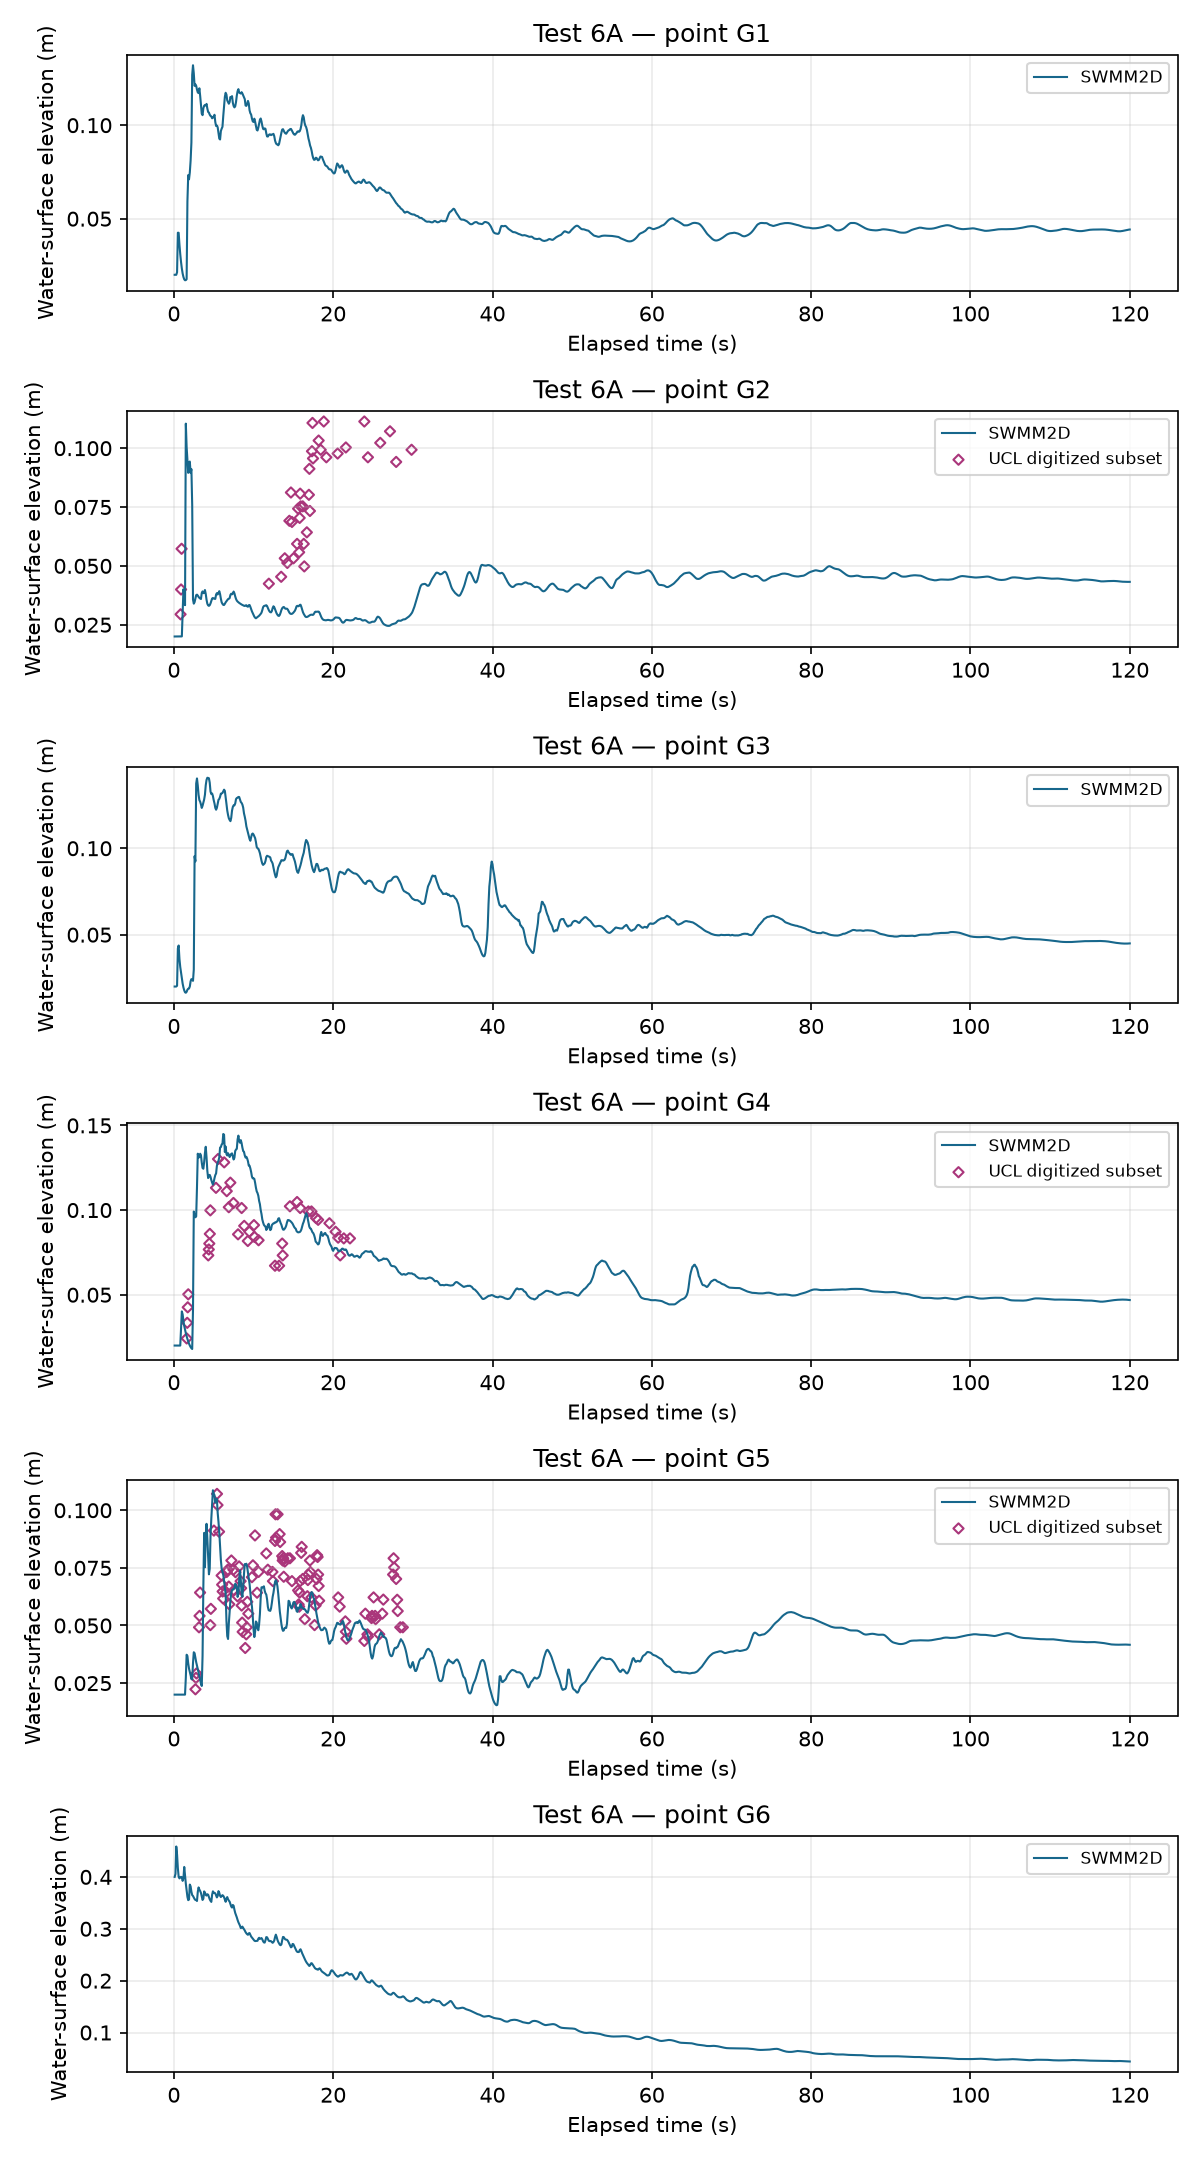 Test 6A — point G1
Water-surface elevation (m)
SWMM2D
0.10
0.05
0 20 40 60 80 100 120
Elapsed time (s)
Test 6A — point G2
Water-surface elevation (m)
SWMM2D
UCL digitized subset
0.100
0.075
0.050
0.025
0 20 40 60 80 100 120
Elapsed time (s)
Test 6A — point G3
Water-surface elevation (m)
SWMM2D
0.10
0.05
0 20 40 60 80 100 120
Elapsed time (s)
Test 6A — point G4
Water-surface elevation (m)
SWMM2D
UCL digitized subset
0.15
0.10
0.05
0 20 40 60 80 100 120
Elapsed time (s)
Test 6A — point G5
Water-surface elevation (m)
SWMM2D
UCL digitized subset
0.100
0.075
0.050
0.025
0 20 40 60 80 100 120
Elapsed time (s)
Test 6A — point G6
Water-surface elevation (m)
SWMM2D
0.4
0.3
0.2
0.1
0 20 40 60 80 100 120
Elapsed time (s)